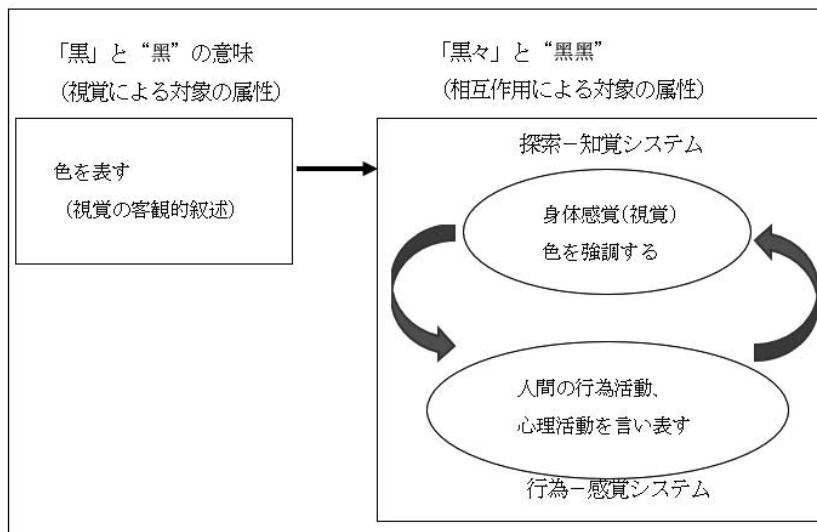 「黒」と“黑”の意味
(視覚による対象の属性)
色を表す
(視覚の客観的叙述)
「黒々」と“黑黑”
(相互作用による対象の属性)
探索－知覚システム
身体感覚(視覚)
色を強調する
人間の行為活動、
心理活動を言い表す
行為－感覚システム